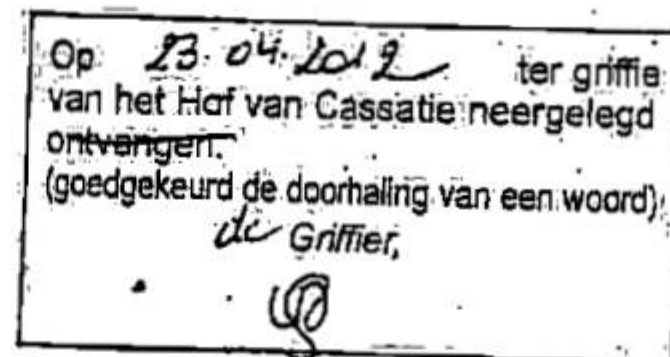 Op 23.04.2012 ter griffie
van het Hof van Cassatie neergelegd
ontvangen.
(goedgekeurd de doorhaling van een woord)
de Griffier,